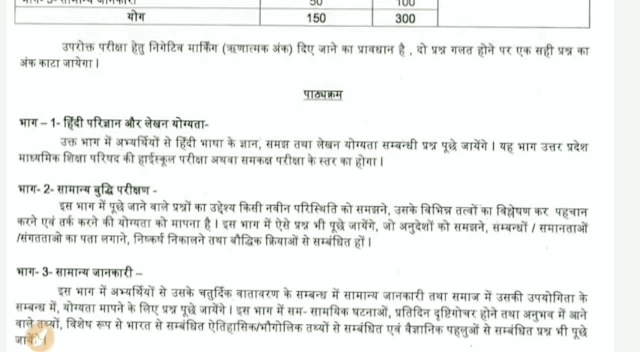 भाग- 3- सामान्य जानकारी 50 100
योग 150 300
उपरोक्त परीक्षा हेतु निगेटिव मार्किंग (ऋणात्मक अंक) दिए जाने का प्रावधान है , दो प्रश्न गलत होने पर एक सही प्रश्न का
अंक काटा जायेगा ।
पाठ्यक्रम
भाग – 1- हिंदी परिज्ञान और लेखन योग्यता-
उक्त भाग में अभ्यर्थियों से हिंदी भाषा के ज्ञान, समझ तथा लेखन योग्यता सम्बन्धी प्रश्न पूछे जायेंगे । यह भाग उत्तर प्रदेश
माध्यमिक शिक्षा परिषद की हाईस्कूल परीक्षा अथवा समकक्ष परीक्षा के स्तर का होगा ।
भाग- 2- सामान्य बुद्धि परीक्षण -
इस भाग में पूछे जाने वाले प्रश्नों का उद्देश्य किसी नवीन परिस्थिति को समझने, उसके विभिन्न तत्वों का विश्लेषण कर पहचान
करने एवं तर्क करने की योग्यता को मापना है । इस भाग में ऐसे प्रश्न भी पूछे जायेंगे, जो अनुदेशों को समझने, सम्बन्धों / समानताओं
/संगतताओं का पता लगाने, निष्कर्ष निकालने तथा बौद्धिक क्रियाओं से सम्बंधित हों ।
भाग- 3- सामान्य जानकारी –
इस भाग में अभ्यर्थियों से उसके चतुर्दिक वातावरण के सम्बन्ध में सामान्य जानकारी तथा समाज में उसकी उपयोगिता के
सम्बन्ध में, योग्यता मापने के लिए प्रश्न पूछे जायेंगे । इस भाग में सम- सामयिक घटनाओं, प्रतिदिन दृष्टिगोचर होने तथा अनुभव में आने
वाले तथ्यों, विशेष रूप से भारत से सम्बंधित ऐतिहासिक/भौगोलिक तथ्यों से सम्बंधित एवं वैज्ञानिक पहलुओं से सम्बंधित प्रश्न भी पूछे